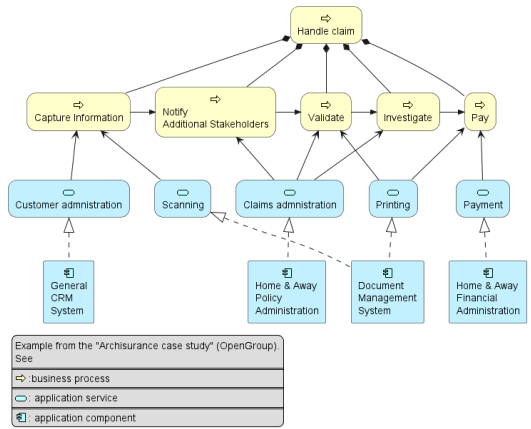 Handle claim
Capture Information
Notify
Additional Stakeholders
Validate
Investigate
Pay
Customer admnistration
Scanning
Claims admnistration
Printing
Payment
General
CRM
System
Home & Away
Policy
Administration
Document
Management
System
Home & Away
Financial
Administration
Example from the "Archisurance case study" (OpenGroup).
See
: business process
: application service
: application component